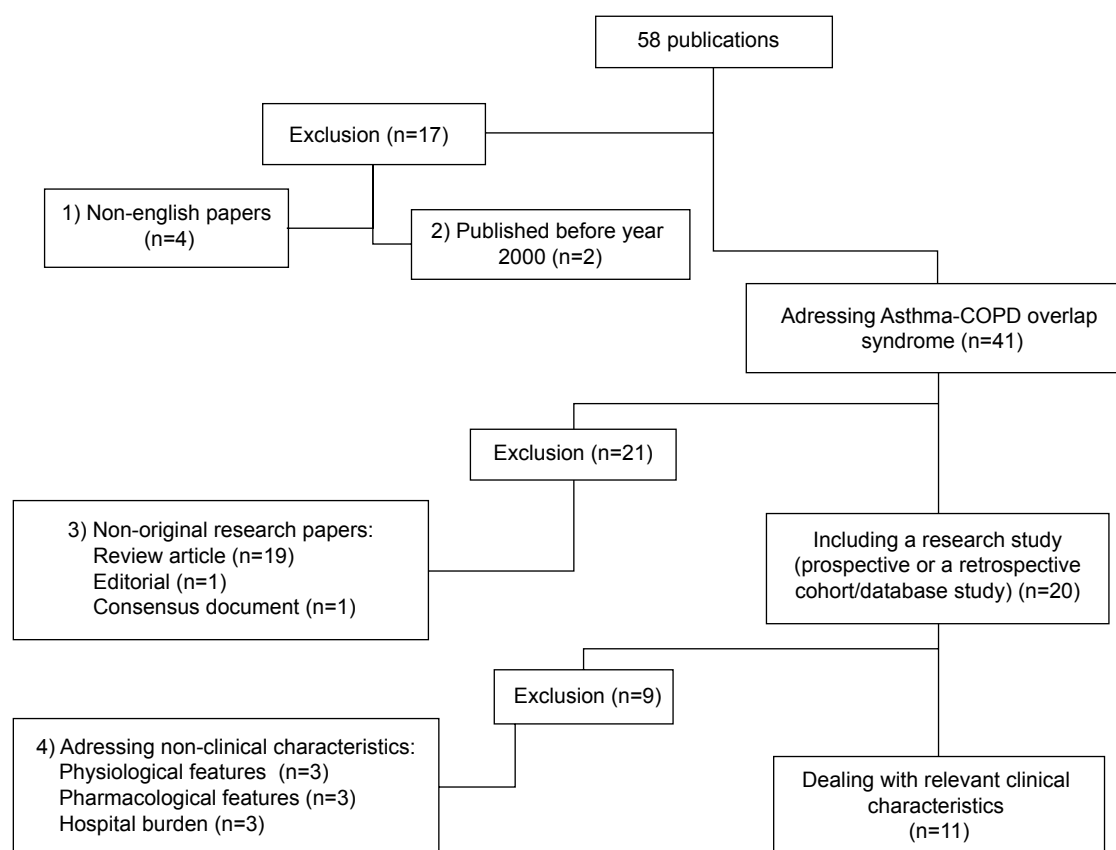 58 publications
Exclusion (n=17)
1) Non-english papers
(n=4)
2) Published before year
2000 (n=2)
Adressing Asthma-COPD overlap
syndrome (n=41)
Exclusion (n=21)
3) Non-original research papers:
Review article (n=19)
Editorial (n=1)
Consensus document (n=1)
Including a research study
(prospective or a retrospective
cohort/database study) (n=20)
Exclusion (n=9)
4) Adressing non-clinical characteristics:
Physiological features (n=3)
Pharmacological features (n=3)
Hospital burden (n=3)
Dealing with relevant clinical
characteristics
(n=11)